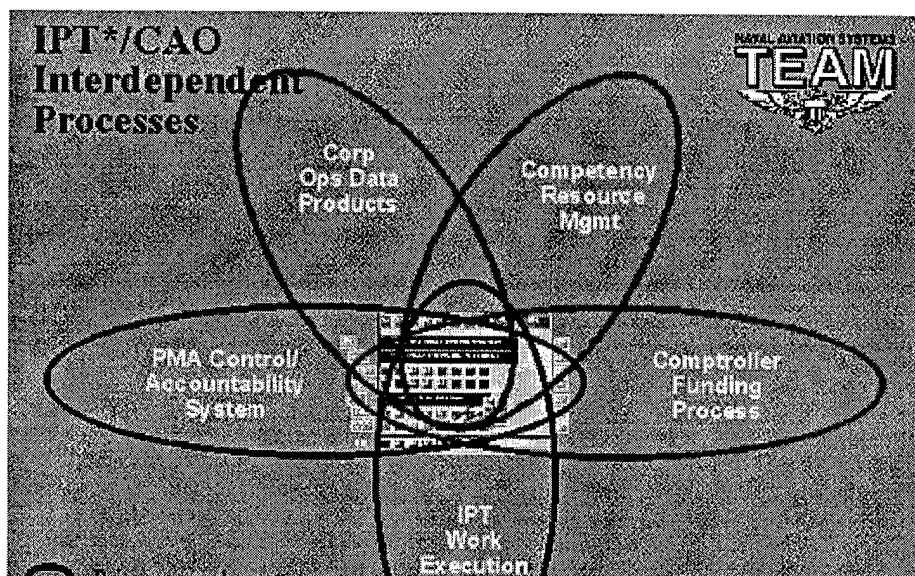 IPT*/CAO
Interdependent
Processes
NAVAL AVIATION SYSTEMS
TEAM
Corp
Ops Data
Products
Competency
Resource
Mgmt
PMA Control/
Accountability
System
Comptroller
Funding
Process
IPT
Work
Execution